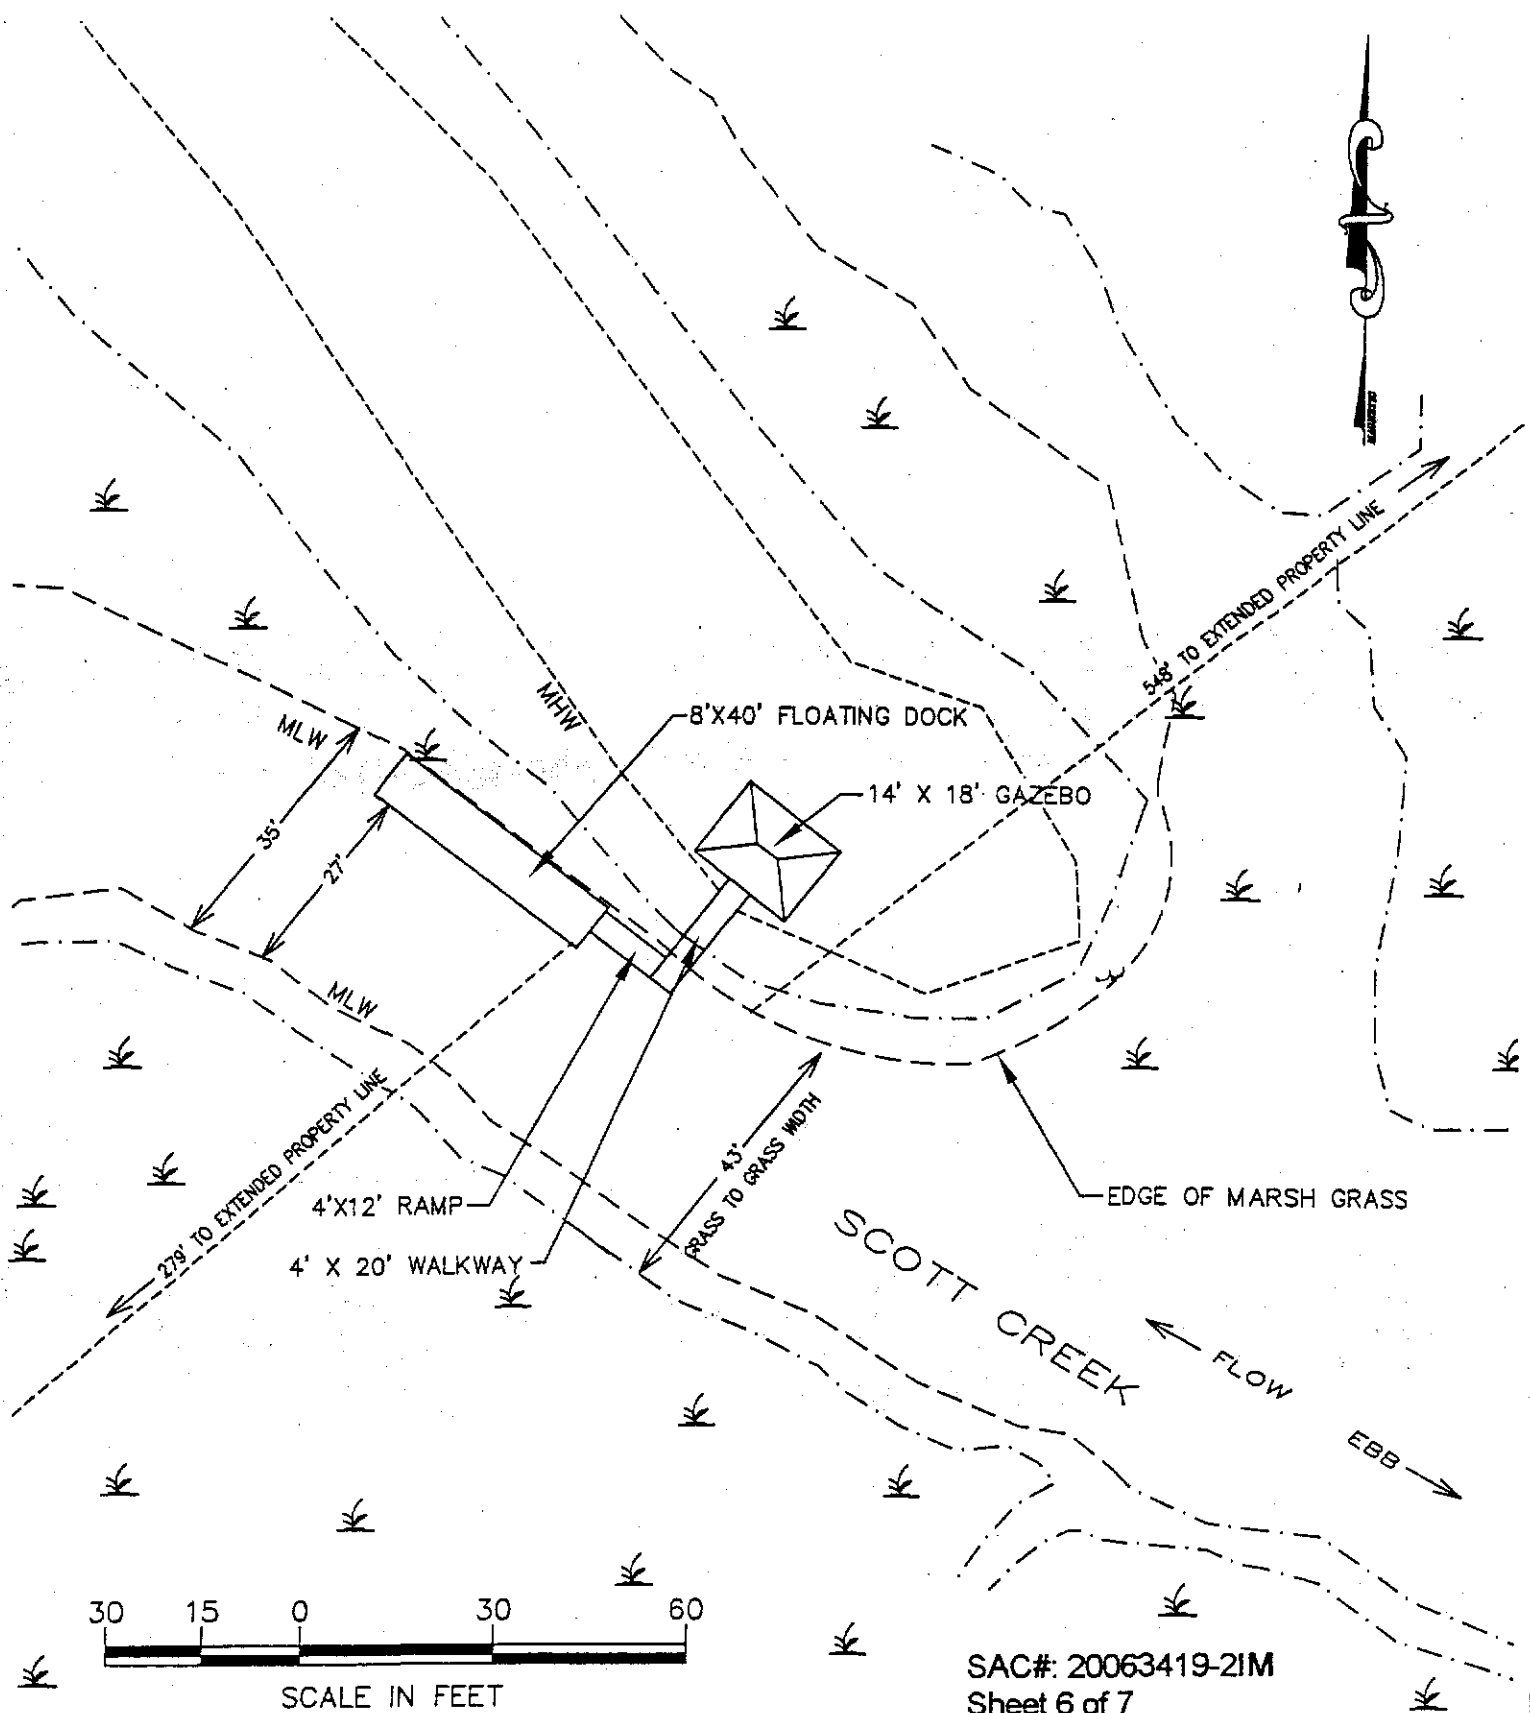 548' TO EXTENDED PROPERTY LINE
MHW
8'X40' FLOATING DOCK
MLW
14' X 18' GAZEBO
35'
27'
MLW
279' TO EXTENDED PROPERTY LINE
43'
GRASS TO GRASS WIDTH
4'X12' RAMP
4' X 20' WALKWAY
EDGE OF MARSH GRASS
SCOTT CREEK
FLOW
EBB
30 15 0 30 60
SCALE IN FEET
SAC#: 20063419-2IM
Sheet 6 of 7